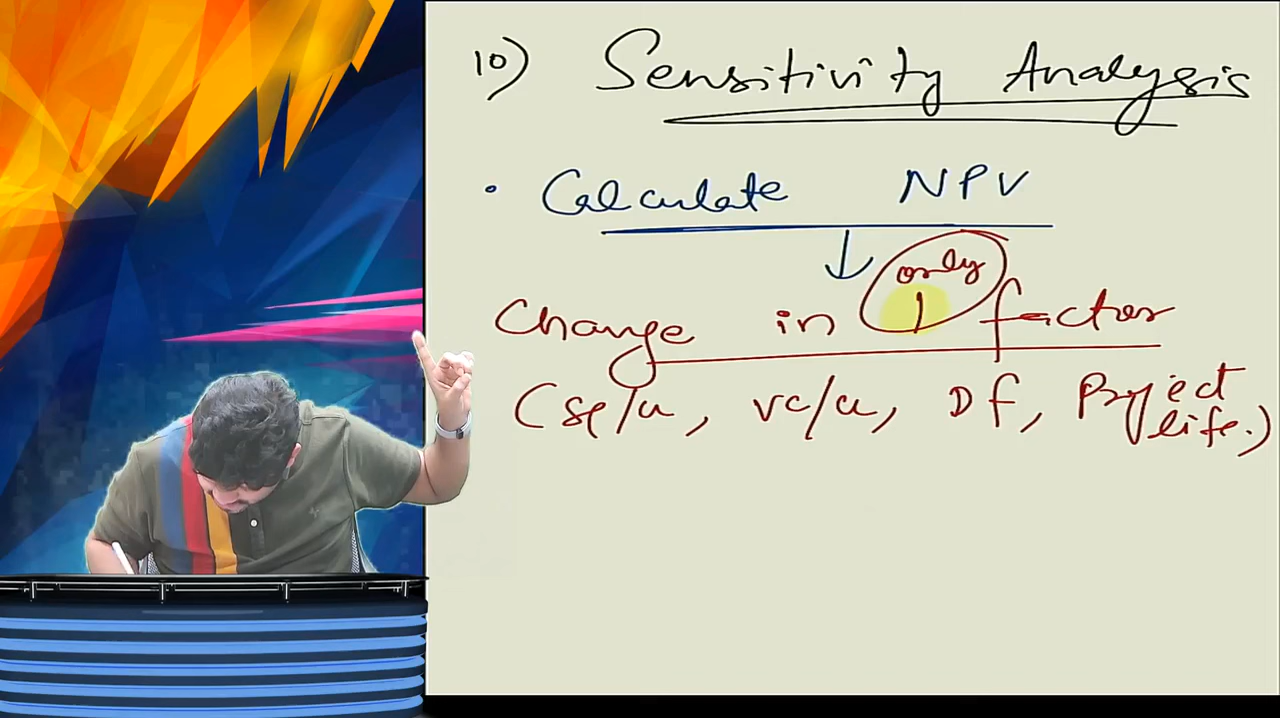 10) Sensitivity Analysis
• Calculate NPV
↓
Change in only 1 factor
(sp/u, vc/u, Df, Project life.)